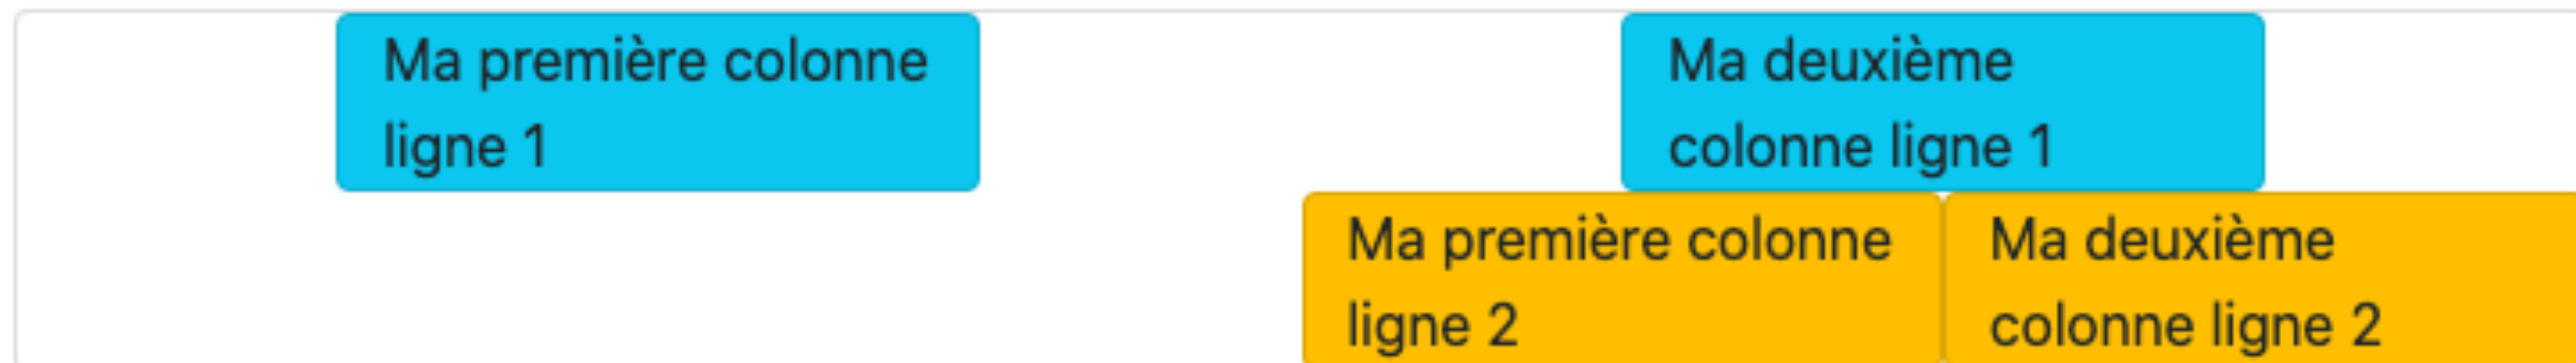 Ma première colonne
ligne 1
Ma deuxième
colonne ligne 1
Ma première colonne
ligne 2
Ma deuxième
colonne ligne 2